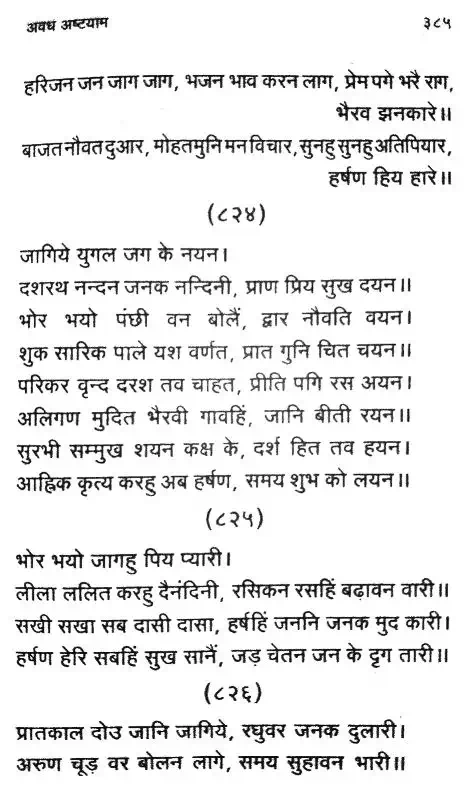 अवध अष्टयाम ३८५
हरिजन जन जाग जाग, भजन भाव करन लाग, प्रेम पगे भरै राग,
भैरव झनकारे॥
बाजत नौवत दुआर, मोहत मुनि मन विचार, सुनहु सुनहु अतिपियार,
हर्षण हिय हारे॥
(८२४)
जागिये युगल जग के नयन।
दशरथ नन्दन जनक नन्दिनी, प्राण प्रिय सुख दयन॥
भोर भयो पंछी वन बोलैं, द्वार नौवति वयन।
शुक सारिक पाले यश वर्णत, प्रात गुनि चित चयन॥
परिकर वृन्द दरश तव चाहत, प्रीति पगि रस अयन।
अलिगण मुदित भैरवी गावहिं, जानि बीती रयन॥
सुरभी सम्मुख शयन कक्ष के, दर्श हित तव हयन।
आह्निक कृत्य करहु अब हर्षण, समय शुभ को लयन॥
(८२५)
भोर भयो जागहु पिय प्यारी।
लीला ललित करहु दैनंदिनी, रसिकन रसहिं बढ़ावन वारी॥
सखी सखा सब दासी दासा, हर्षहिं जननि जनक मुद कारी।
हर्षण हेरि सबहिं सुख सानैं, जड़ चेतन जन के दृग तारी॥
(८२६)
प्रातकाल दोउ जानि जागिये, रघुवर जनक दुलारी।
अरुण चूड़ वर बोलन लागे, समय सुहावन भारी॥